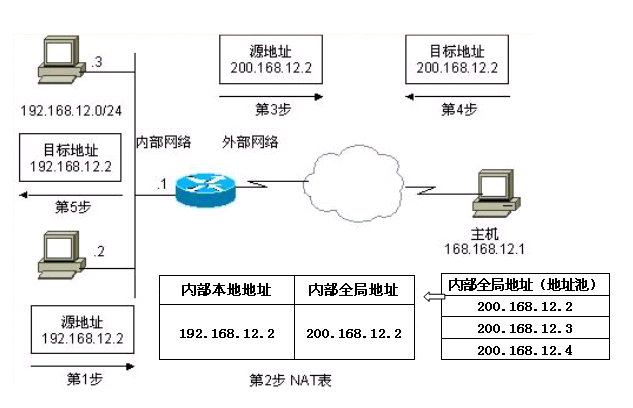 .3
192.168.12.0/24
源地址
200.168.12.2
第3步
目标地址
200.168.12.2
第4步
目标地址
192.168.12.2
第5步
内部网络
外部网络
.1
主机
168.168.12.1
.2
源地址
192.168.12.2
第1步
内部本地地址 内部全局地址
192.168.12.2 200.168.12.2
第2步 NAT表
内部全局地址（地址池）
200.168.12.2
200.168.12.3
200.168.12.4